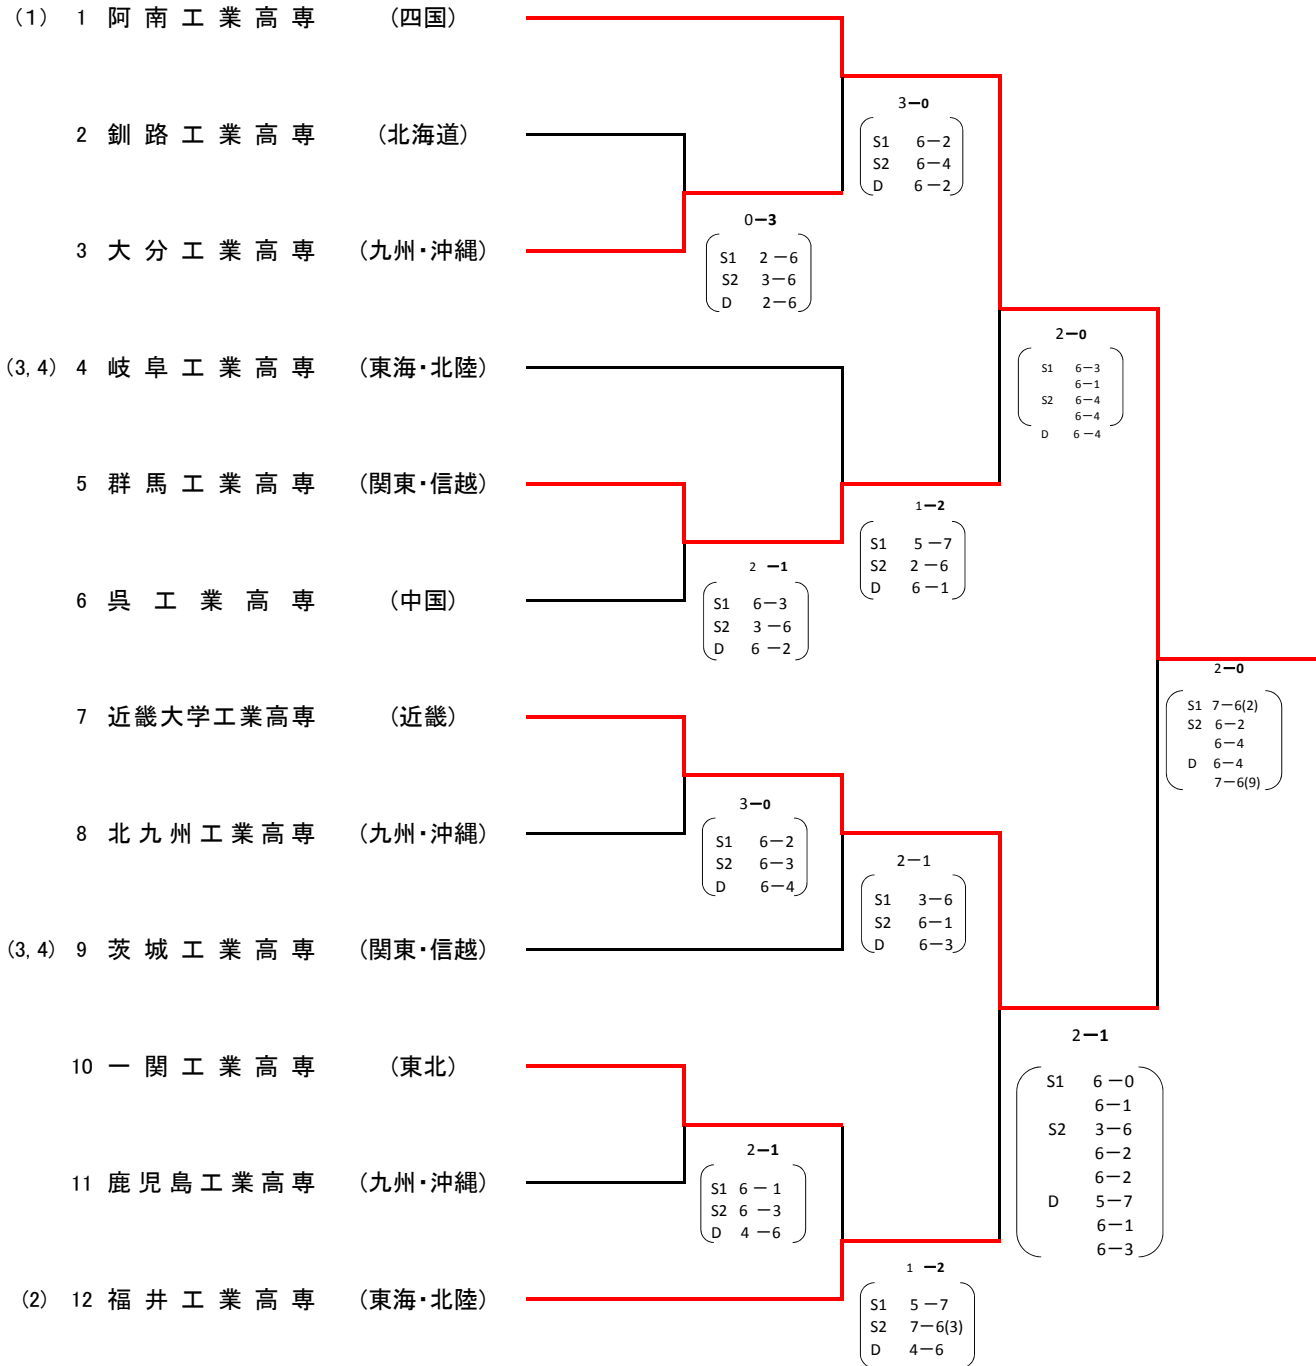 (1) 1 阿南工業高専 (四国)
3-0
2 釧路工業高専 (北海道)
S1 6-2
S2 6-4
D 6-2
0-3
3 大分工業高専 (九州・沖縄)
S1 2-6
S2 3-6
D 2-6
2-0
(3,4) 4 岐阜工業高専 (東海・北陸)
S1 6-3
6-1
S2 6-4
6-4
D 6-4
5 群馬工業高専 (関東・信越)
1-2
S1 5-7
S2 2-6
D 6-1
2-1
6 呉工業高専 (中国)
S1 6-3
S2 3-6
D 6-2
2-0
S1 7-6(2)
S2 6-2
6-4
D 6-4
7-6(9)
7 近畿大学工業高専 (近畿)
3-0
8 北九州工業高専 (九州・沖縄)
S1 6-2
S2 6-3
D 6-4
2-1
S1 3-6
S2 6-1
D 6-3
(3,4) 9 茨城工業高専 (関東・信越)
2-1
10 一関工業高専 (東北)
S1 6-0
6-1
S2 3-6
6-2
6-2
D 5-7
6-1
6-3
2-1
11 鹿児島工業高専 (九州・沖縄)
S1 6-1
S2 6-3
D 4-6
1-2
(2) 12 福井工業高専 (東海・北陸)
S1 5-7
S2 7-6(3)
D 4-6